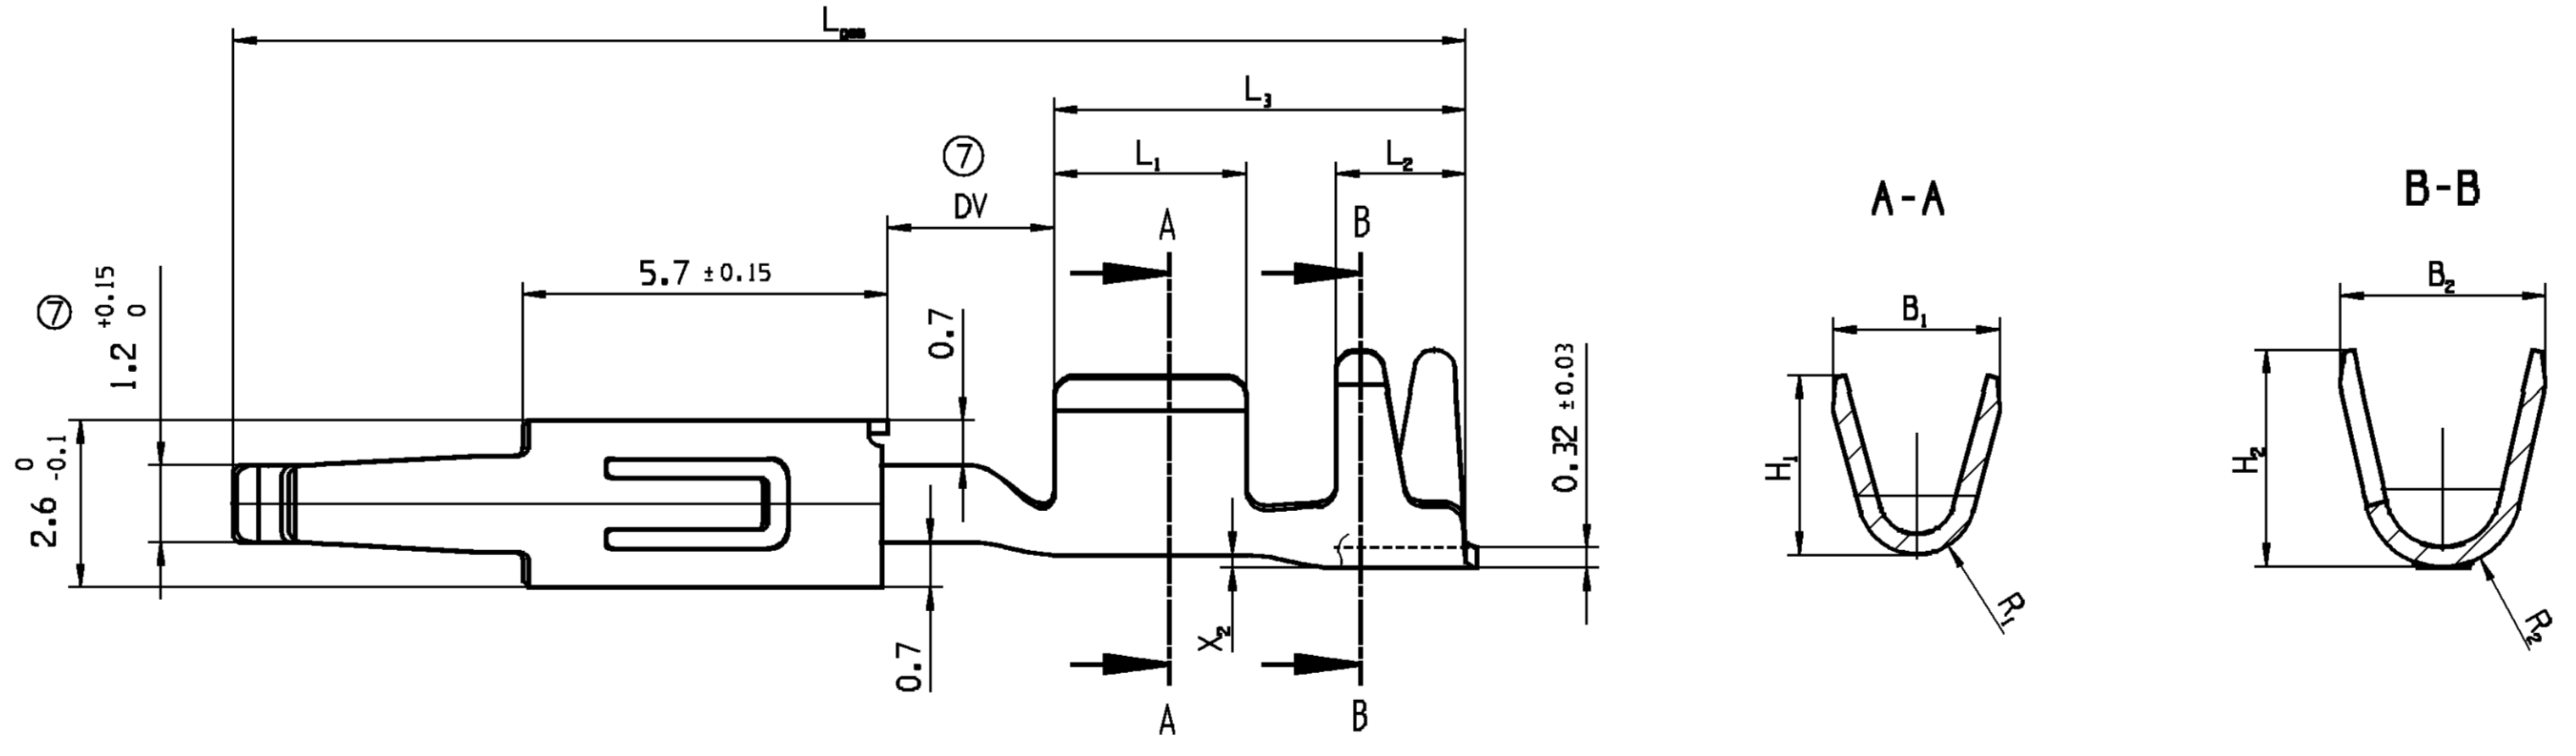 Lges
L3
⑦
L1
L2
DV
A
B
A-A
B-B
5.7 ±0.15
B2
⑦
+0.15
0
1.2
0.7
B1
0.32 ±0.03
0
-0.1
2.6
H1
H2
X2
0.7
R1
R2
A
B